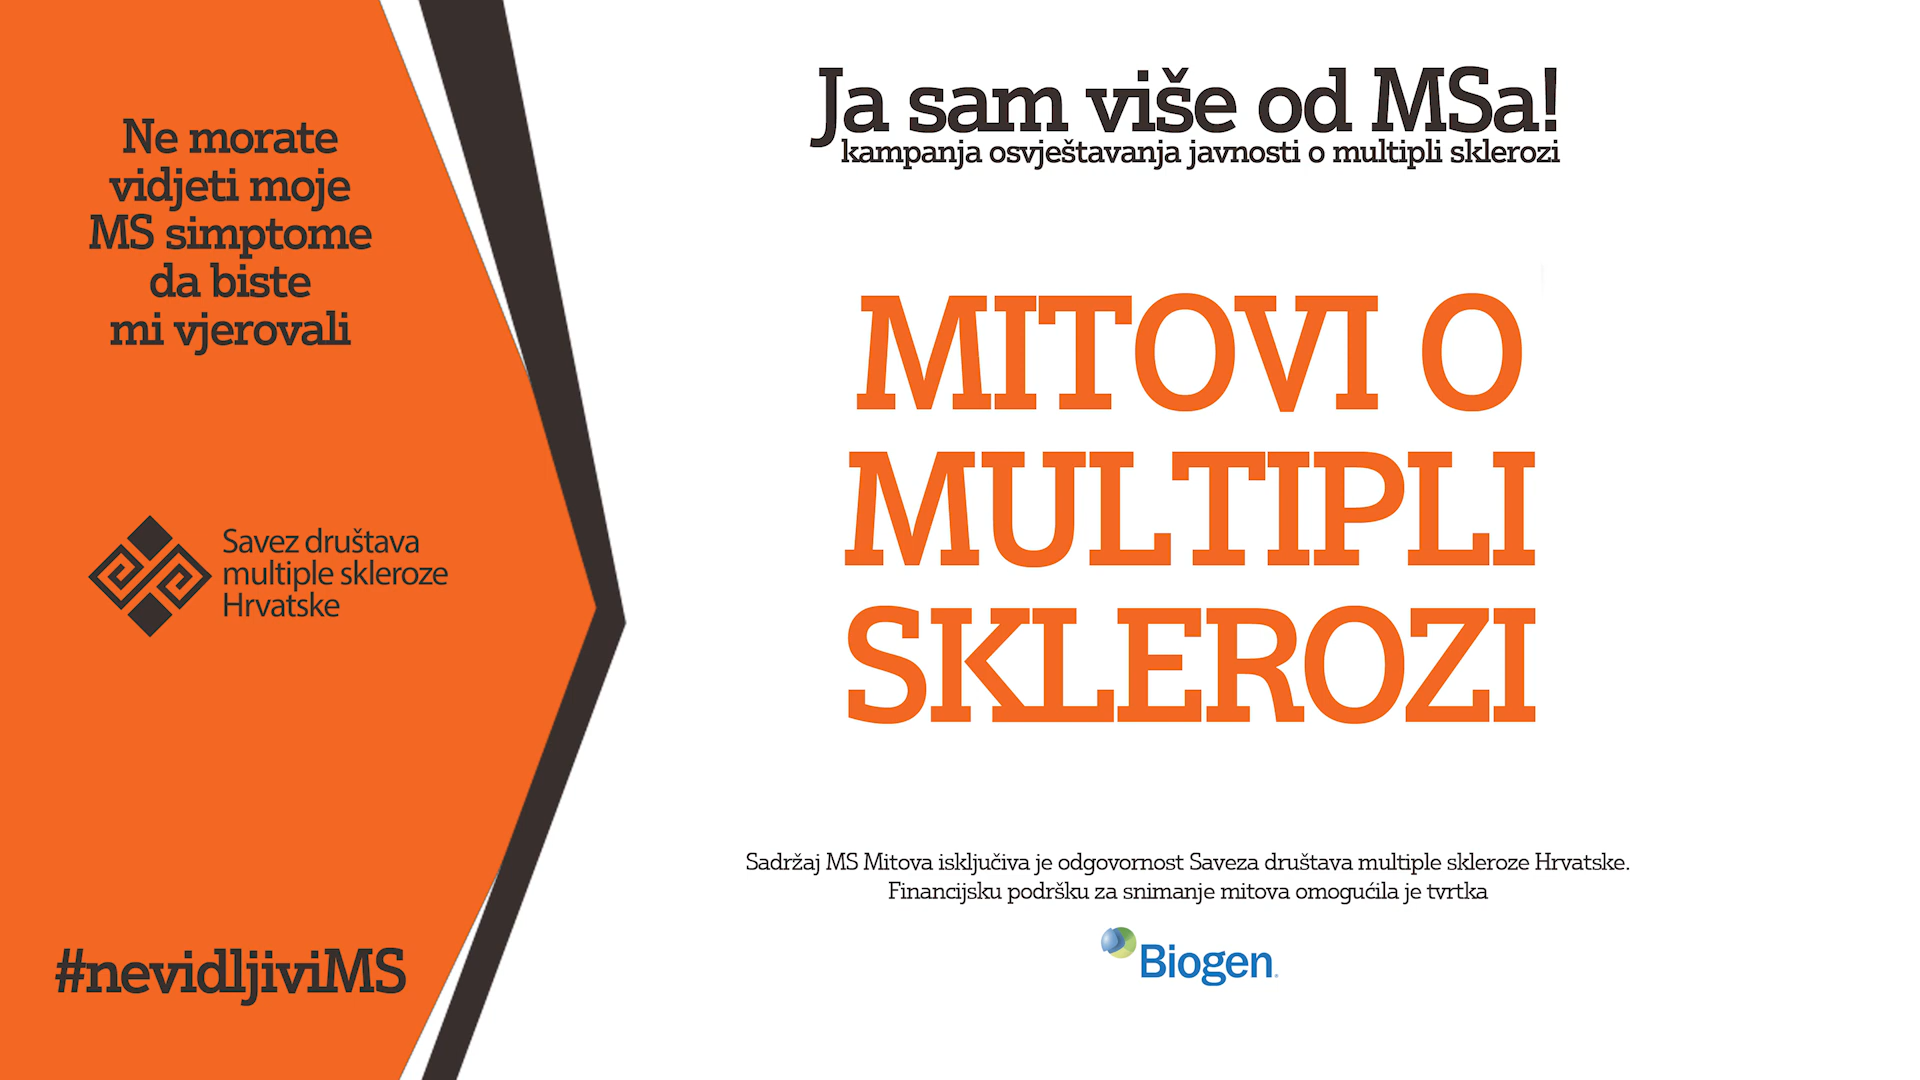 Ne morate
vidjeti moje
MS simptome
da biste
mi vjerovali
Savez društava
multiple skleroze
Hrvatske
#nevidljiviMS
Ja sam više od MSa!
kampanja osvještavanja javnosti o multipli sklerozi
MITOVI O
MULTIPLI
SKLEROZI
Sadržaj MS Mitova isključiva je odgovornost Saveza društava multiple skleroze Hrvatske.
Financijsku podršku za snimanje mitova omogućila je tvrtka
Biogen.